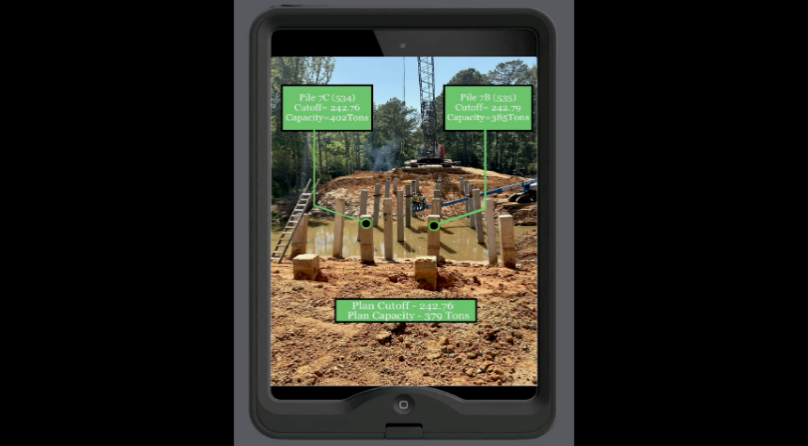 Pile 7C (534)
Cutoff= 242.76
Capacity=402Tons
Pile 7B (535)
Cutoff= 242.79
Capacity=385Tons
Plan Cutoff - 242.76
Plan Capacity - 379 Tons